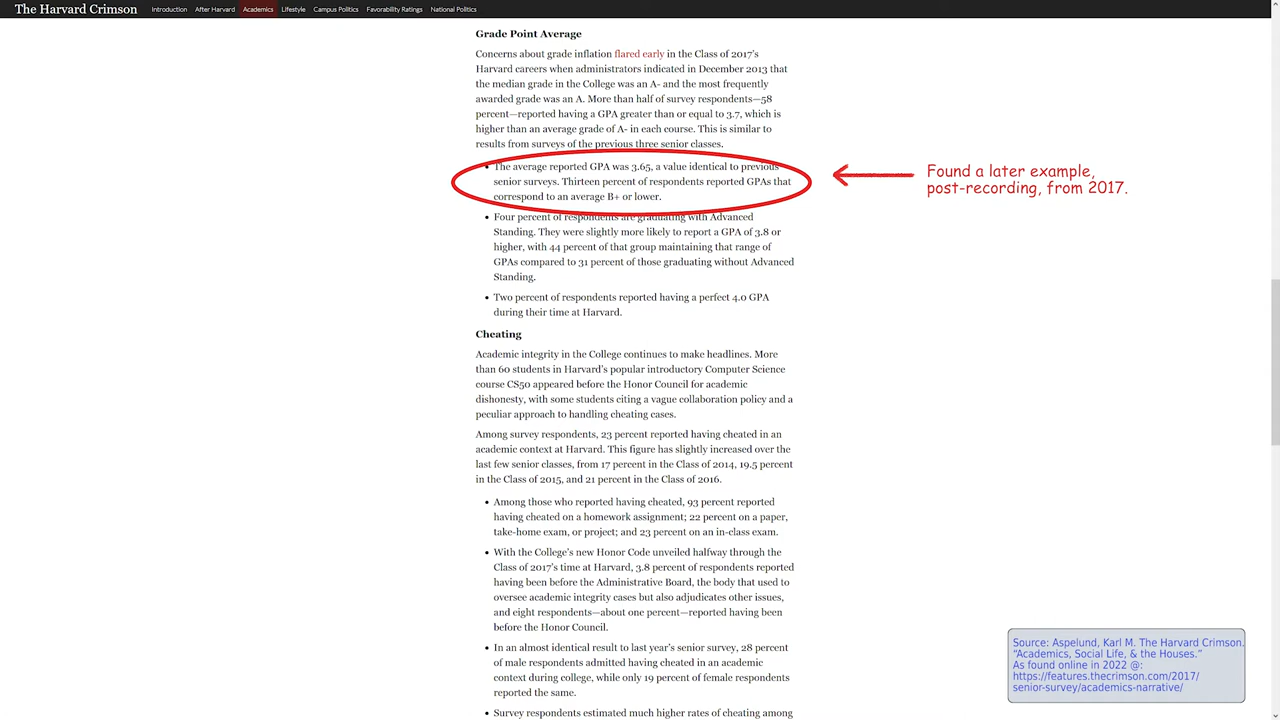 The Harvard Crimson Introduction After Harvard Academics Lifestyle Campus Politics Favorability Ratings National Politics
Grade Point Average
Concerns about grade inflation flared early in the Class of 2017's
Harvard careers when administrators indicated in December 2013 that
the median grade in the College was an A- and the most frequently
awarded grade was an A. More than half of survey respondents—58
percent—reported having a GPA greater than or equal to 3.7, which is
higher than an average grade of A- in each course. This is similar to
results from surveys of the previous three senior classes.
• The average reported GPA was 3.65, a value identical to previous
senior surveys. Thirteen percent of respondents reported GPAs that
correspond to an average B+ or lower.
Found a later example,
post-recording, from 2017.
• Four percent of respondents are graduating with Advanced
Standing. They were slightly more likely to report a GPA of 3.8 or
higher, with 44 percent of that group maintaining that range of
GPAs compared to 31 percent of those graduating without Advanced
Standing.
• Two percent of respondents reported having a perfect 4.0 GPA
during their time at Harvard.
Cheating
Academic integrity in the College continues to make headlines. More
than 60 students in Harvard's popular introductory Computer Science
course CS50 appeared before the Honor Council for academic
dishonesty, with some students citing a vague collaboration policy and a
peculiar approach to handling cheating cases.
Among survey respondents, 23 percent reported having cheated in an
academic context at Harvard. This figure has slightly increased over the
last few senior classes, from 17 percent in the Class of 2014, 19.5 percent
in the Class of 2015, and 21 percent in the Class of 2016.
• Among those who reported having cheated, 93 percent reported
having cheated on a homework assignment; 22 percent on a paper,
take-home exam, or project; and 23 percent on an in-class exam.
• With the College's new Honor Code unveiled halfway through the
Class of 2017's time at Harvard, 3.8 percent of respondents reported
having been before the Administrative Board, the body that used to
oversee academic integrity cases but also adjudicates other issues,
and eight respondents—about one percent—reported having been
before the Honor Council.
• In an almost identical result to last year's senior survey, 28 percent
of male respondents admitted having cheated in an academic
context during college, while only 19 percent of female respondents
reported the same.
• Survey respondents estimated much higher rates of cheating among
Source: Aspelund, Karl M. The Harvard Crimson.
"Academics, Social Life, & the Houses."
As found online in 2022 @:
https://features.thecrimson.com/2017/
senior-survey/academics-narrative/